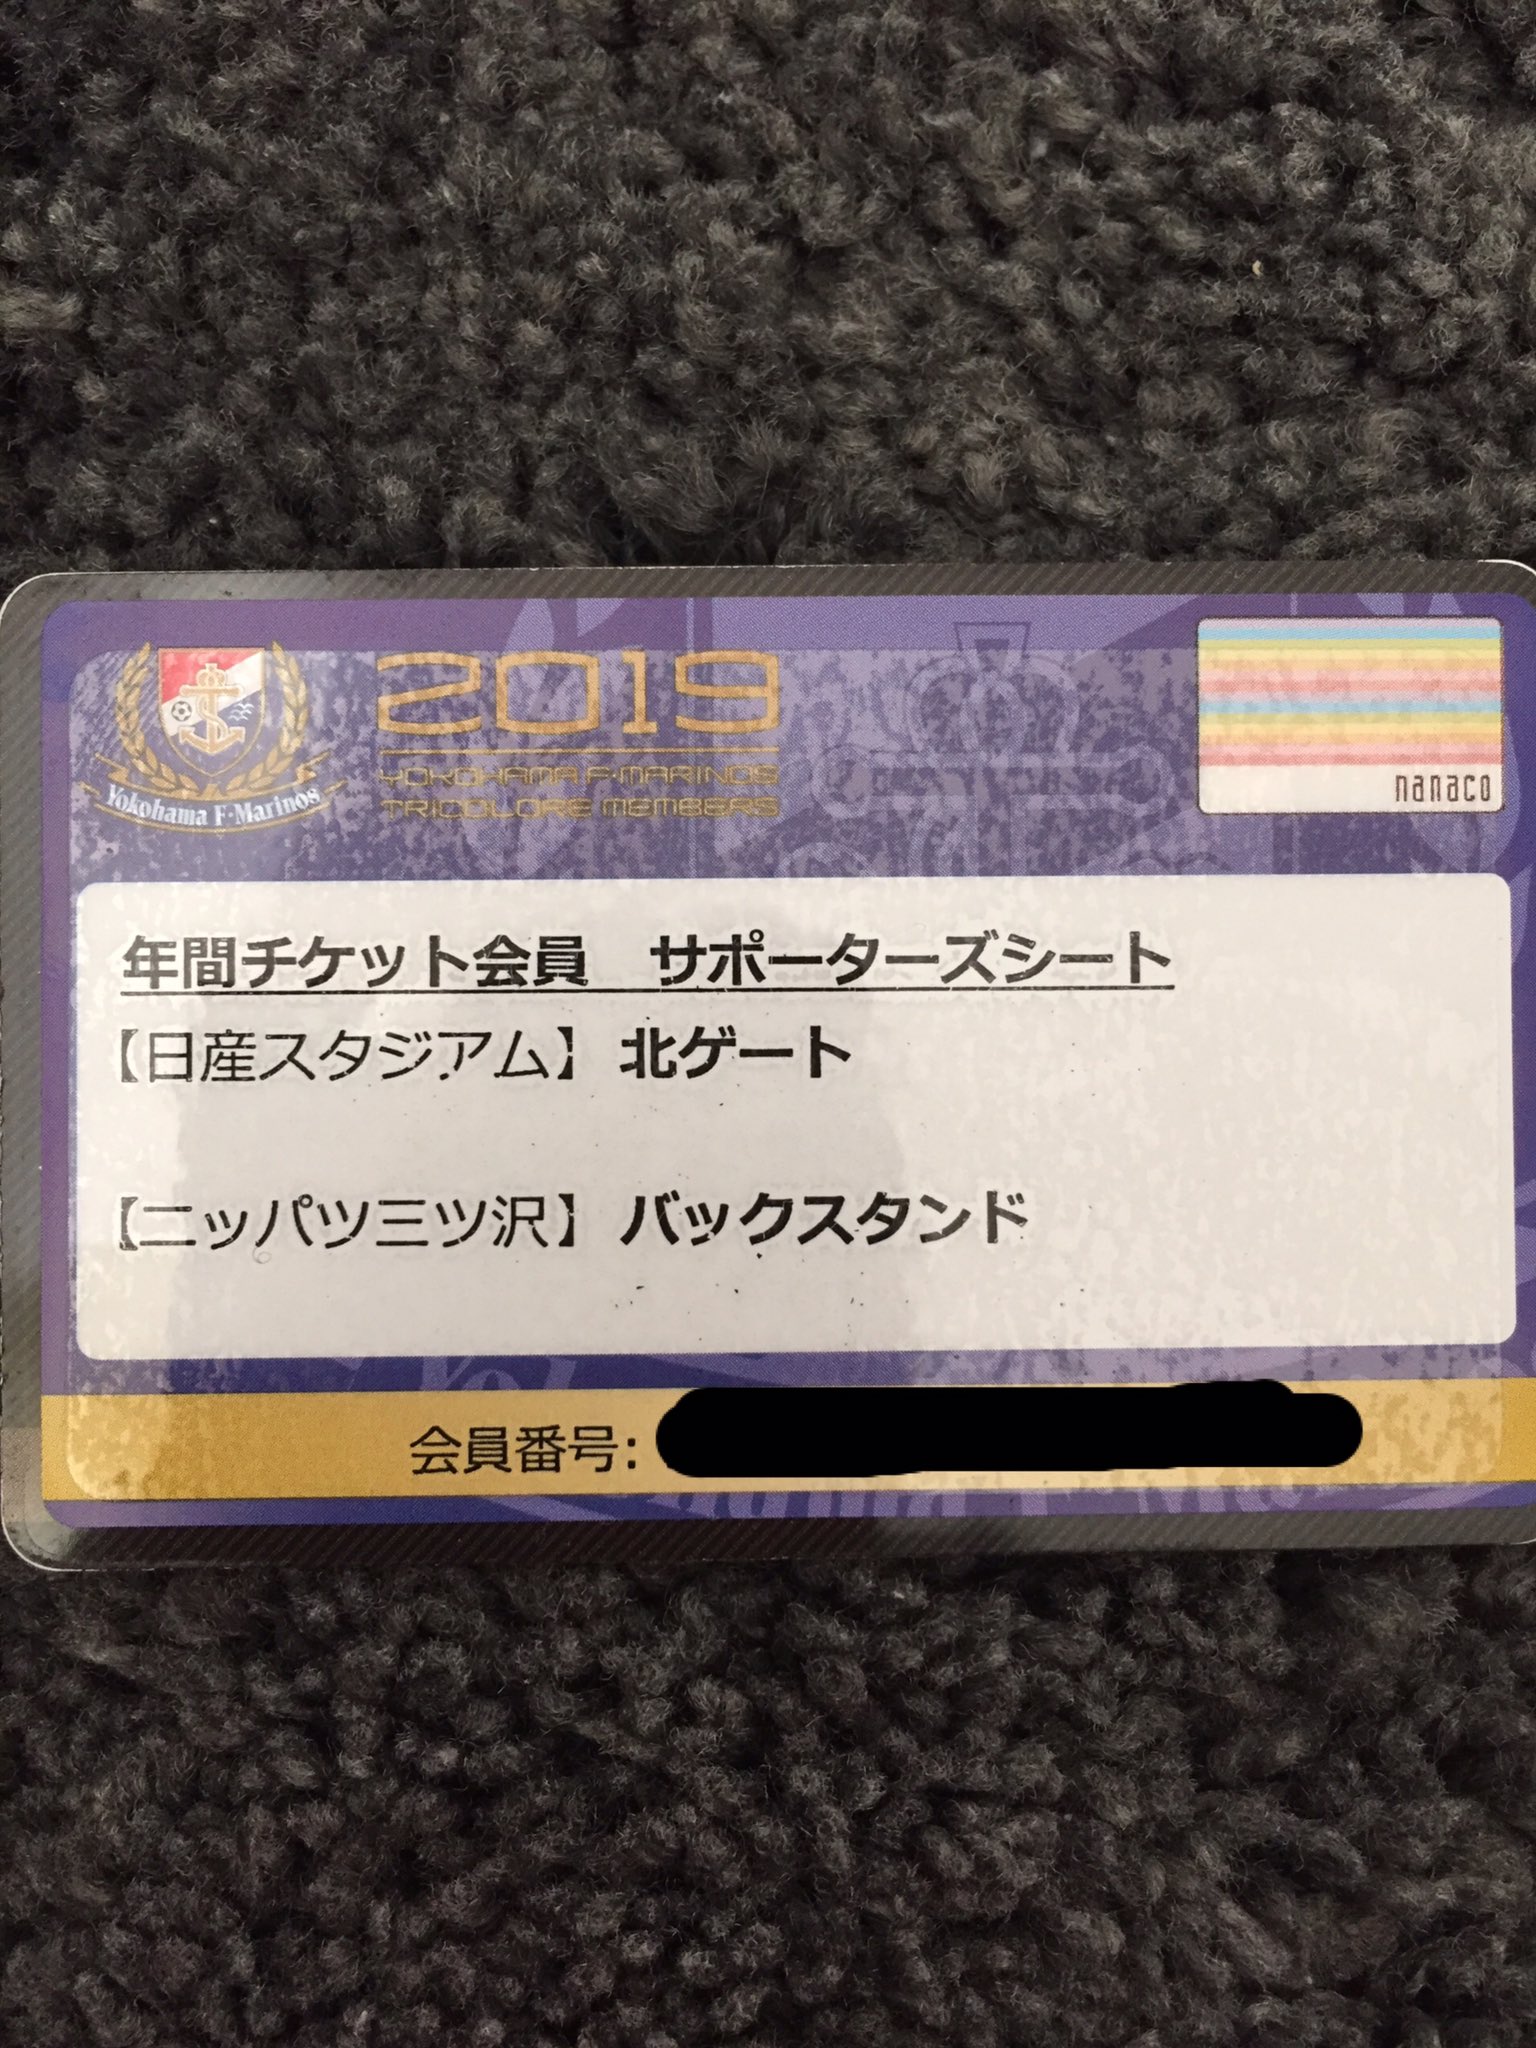 2019
YOKOHAMA F·MARINOS
TRICOLORE MEMBERS
Yokohama F·Marinos
nanaco
年間チケット会員　サポーターズシート
【日産スタジアム】 北ゲート
【ニッパツ三ツ沢】 バックスタンド
会員番号: